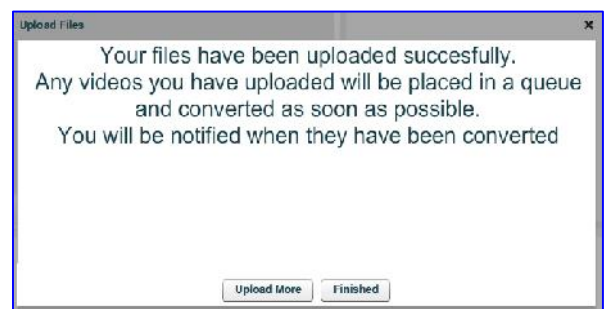 Upload Files
Your files have been uploaded succesfully.
Any videos you have uploaded will be placed in a queue
and converted as soon as possible.
You will be notified when they have been converted
Upload More Finished